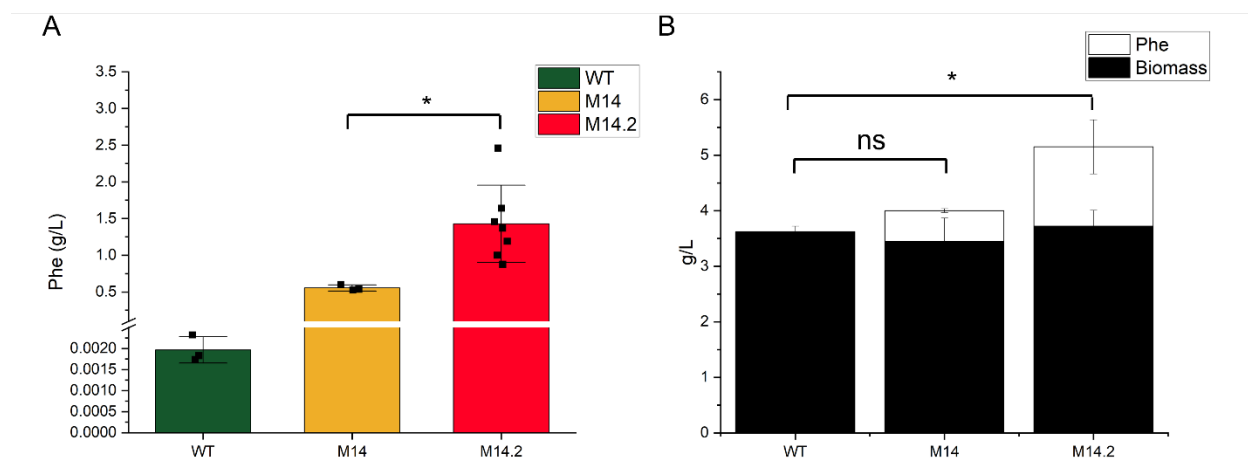 A
Phe (g/L)
3.5
3.0
2.5
2.0
1.5
1.0
0.5
0.0020
0.0015
0.0010
0.0005
0.0000
*
WT
M14
M14.2
WT
M14
M14.2
B
Phe
Biomass
g/L
6
5
4
3
2
1
0
*
ns
WT
M14
M14.2